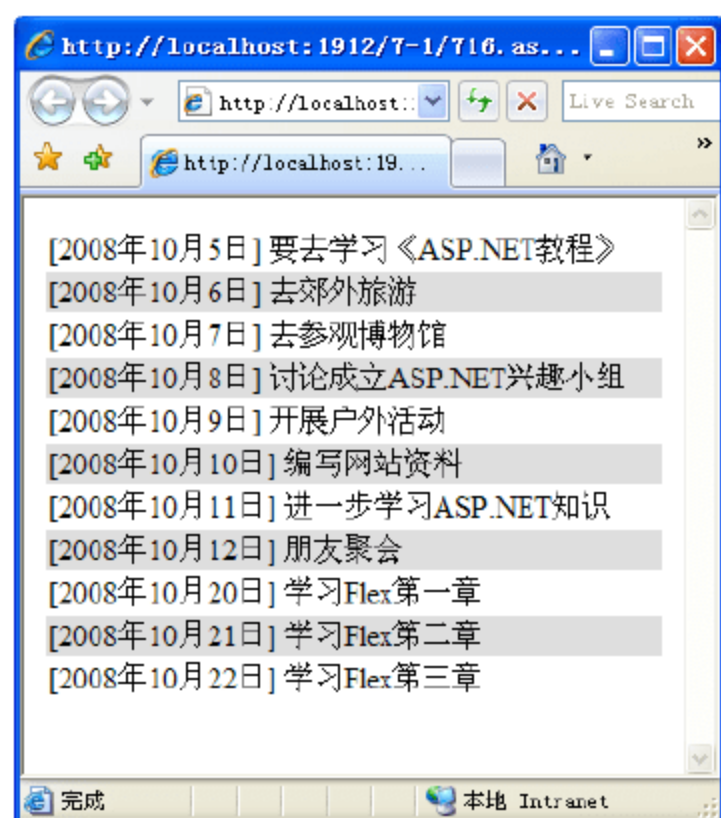 http://localhost:1912/7-1/716.as...
http://localhost:
Live Search
http://localhost:19...
»
[2008年10月5日] 要去学习《ASP.NET教程》
[2008年10月6日] 去郊外旅游
[2008年10月7日] 去参观博物馆
[2008年10月8日] 讨论成立ASP.NET兴趣小组
[2008年10月9日] 开展户外活动
[2008年10月10日] 编写网站资料
[2008年10月11日] 进一步学习ASP.NET知识
[2008年10月12日] 朋友聚会
[2008年10月20日] 学习Flex第一章
[2008年10月21日] 学习Flex第二章
[2008年10月22日] 学习Flex第三章
完成
本地 Intranet